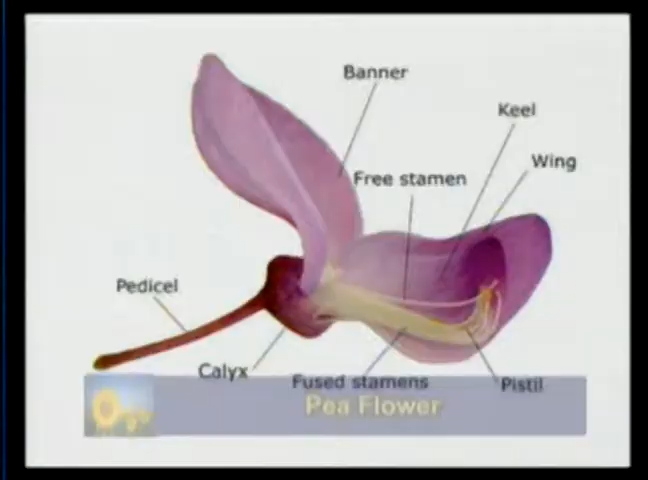 Banner
Keel
Wing
Free stamen
Pedicel
Calyx
Fused stamens
Pistil
Pea Flower